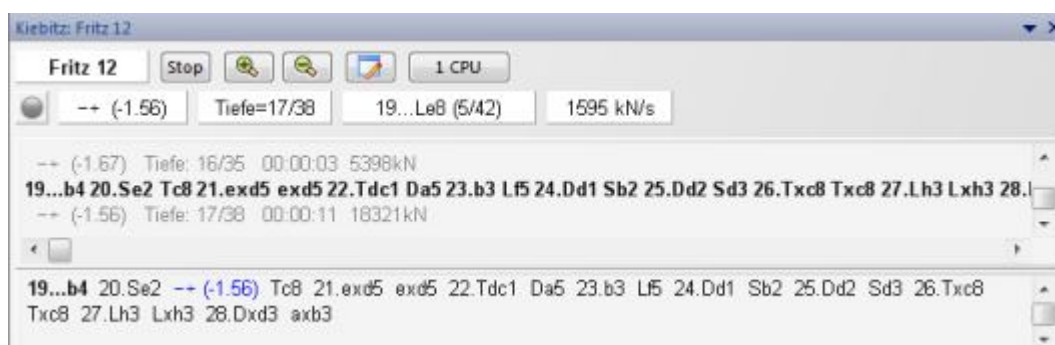 Kiebitz: Fritz 12
Fritz 12 Stop 1 CPU
-+ (-1.56) Tiefe=17/38 19...Le8 (5/42) 1595 kN/s
-+ (-1.67) Tiefe: 16/35 00:00:03 5398kN
19...b4 20.Se2 Tc8 21.exd5 exd5 22.Tdc1 Da5 23.b3 Lf5 24.Dd1 Sb2 25.Dd2 Sd3 26.Txc8 Txc8 27.Lh3 Lxh3 28.
-+ (-1.56) Tiefe: 17/38 00:00:11 18321kN
19...b4 20.Se2 -+ (-1.56) Tc8 21.exd5 exd5 22.Tdc1 Da5 23.b3 Lf5 24.Dd1 Sb2 25.Dd2 Sd3 26.Txc8
Txc8 27.Lh3 Lxh3 28.Dxd3 axb3